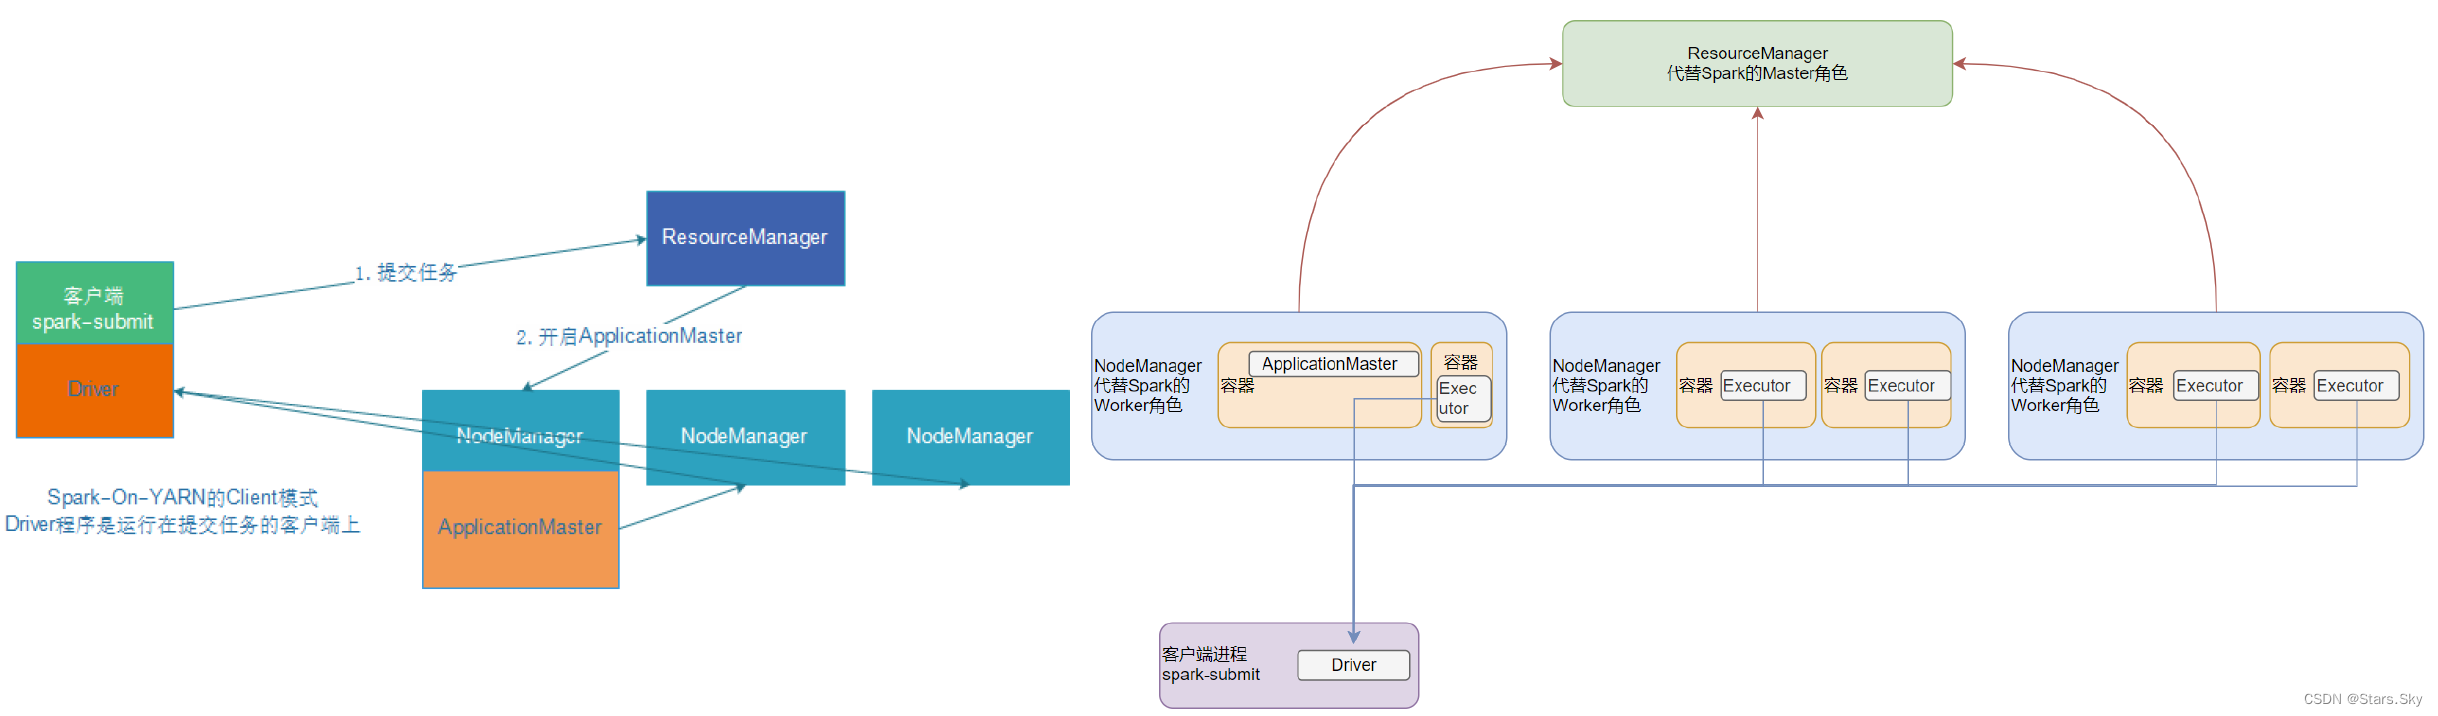 ResourceManager
1. 提交任务
客户端
spark-submit
Driver
2. 开启ApplicationMaster
NodeManager
NodeManager
NodeManager
ApplicationMaster
Spark-On-YARN的Client模式
Driver程序是运行在提交任务的客户端上
ResourceManager
代替Spark的Master角色
NodeManager
代替Spark的
Worker角色
容器
ApplicationMaster
容器
Exec
utor
NodeManager
代替Spark的
Worker角色
容器
Executor
容器
Executor
NodeManager
代替Spark的
Worker角色
容器
Executor
容器
Executor
客户端进程
spark-submit
Driver
CSDN @Stars.Sky